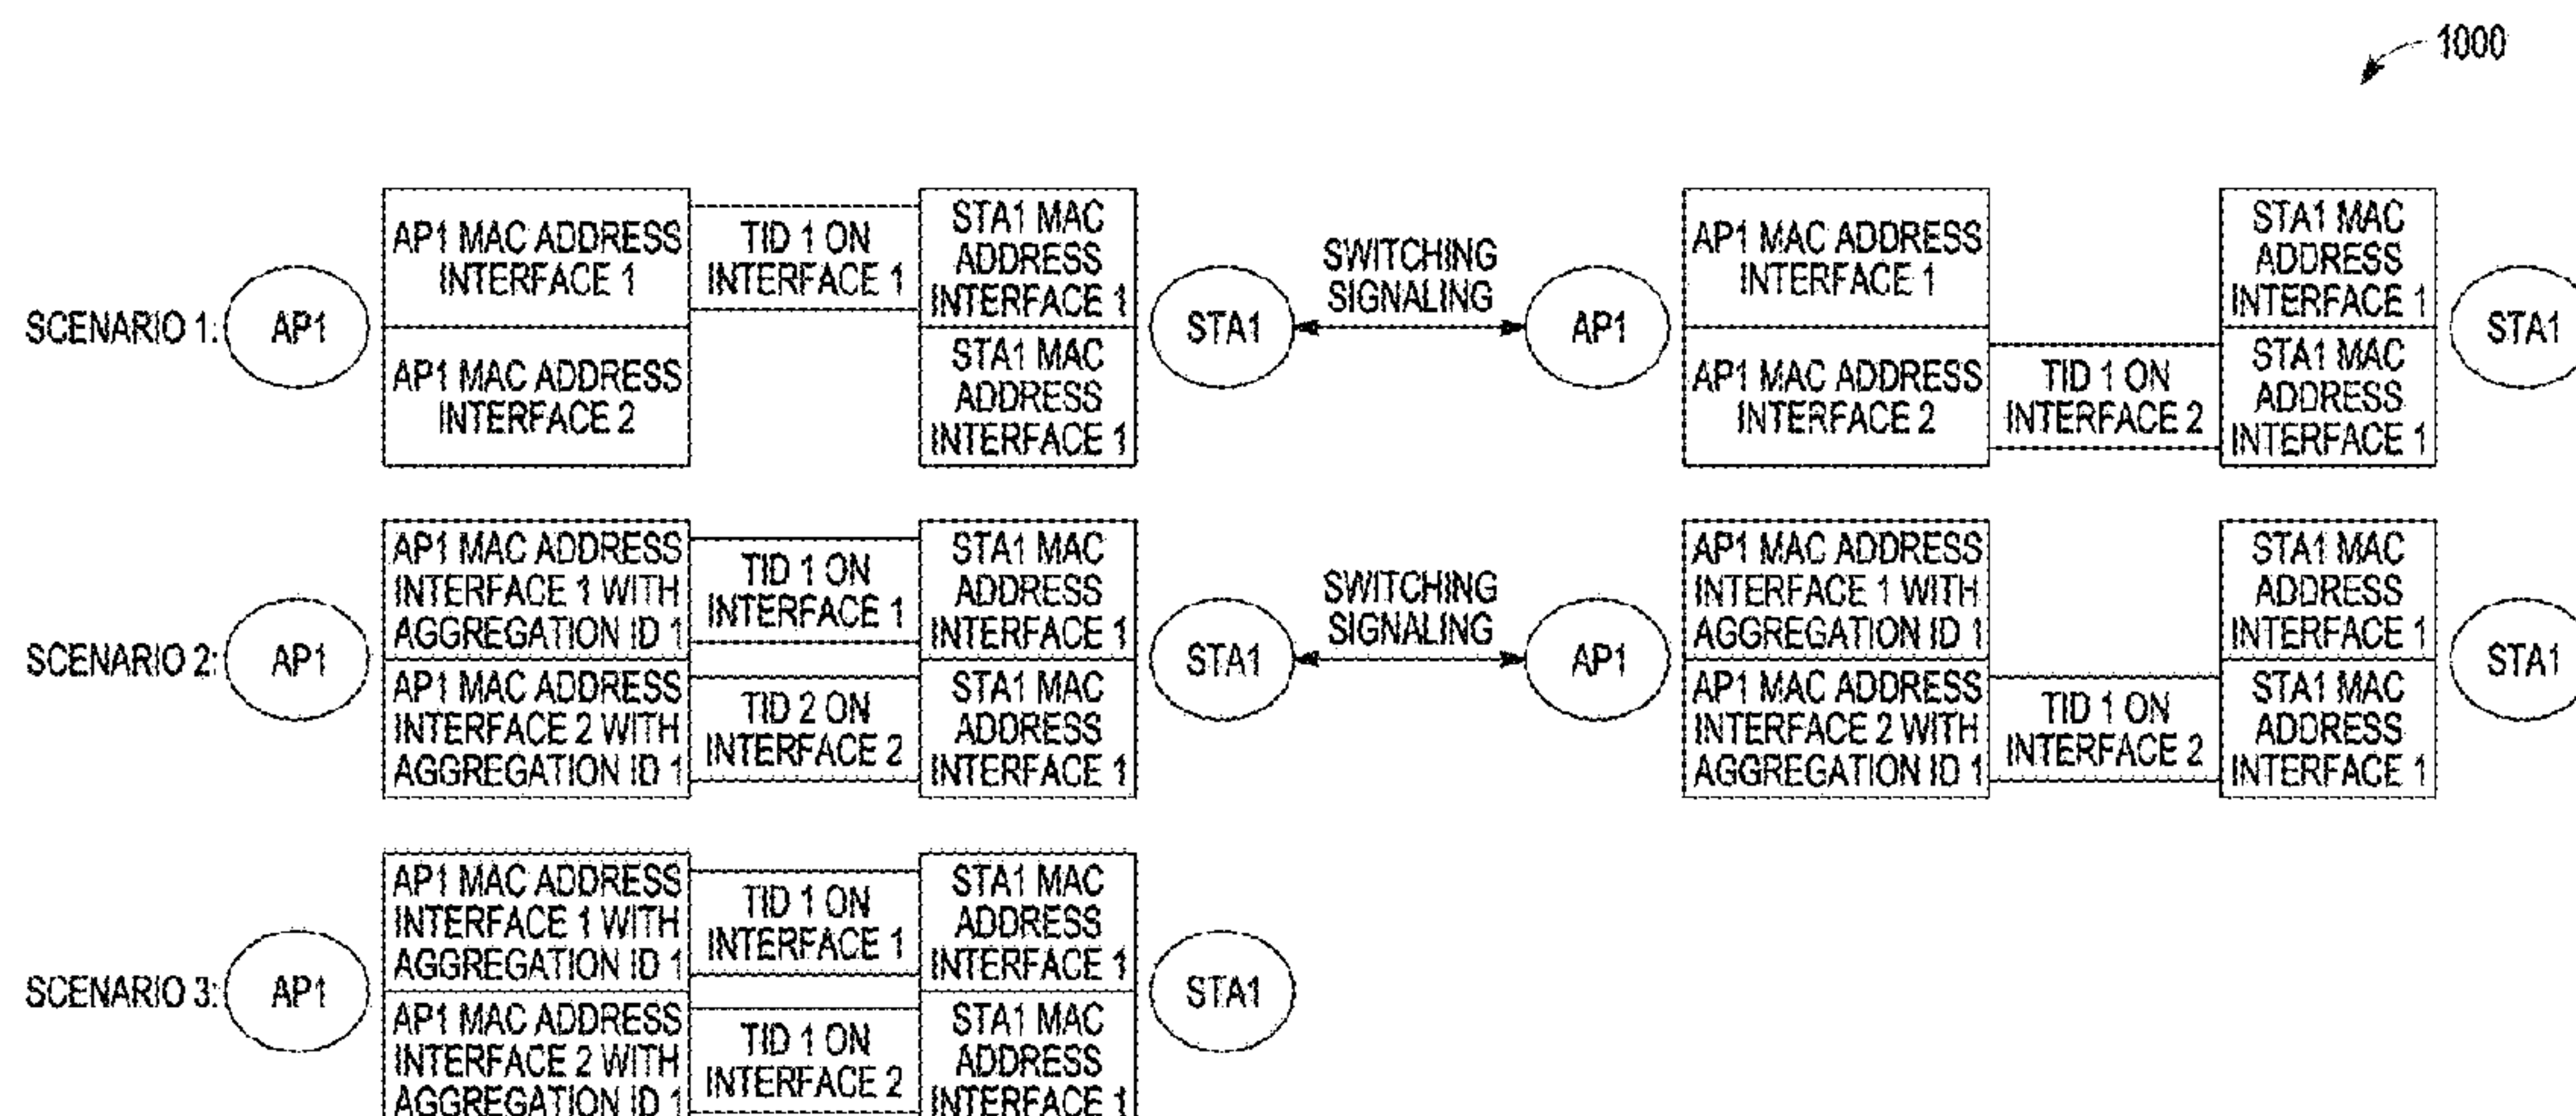 1000
SCENARIO 1:
AP1
AP1 MAC ADDRESS
INTERFACE 1
AP1 MAC ADDRESS
INTERFACE 2
TID 1 ON
INTERFACE 1
STA1 MAC
ADDRESS
INTERFACE 1
STA1 MAC
ADDRESS
INTERFACE 1
STA1
SWITCHING
SIGNALING
AP1
AP1 MAC ADDRESS
INTERFACE 1
AP1 MAC ADDRESS
INTERFACE 2
TID 1 ON
INTERFACE 2
STA1 MAC
ADDRESS
INTERFACE 1
STA1 MAC
ADDRESS
INTERFACE 1
STA1
SCENARIO 2:
AP1
AP1 MAC ADDRESS
INTERFACE 1 WITH
AGGREGATION ID 1
AP1 MAC ADDRESS
INTERFACE 2 WITH
AGGREGATION ID 1
TID 1 ON
INTERFACE 1
TID 2 ON
INTERFACE 2
STA1 MAC
ADDRESS
INTERFACE 1
STA1 MAC
ADDRESS
INTERFACE 1
STA1
SWITCHING
SIGNALING
AP1
AP1 MAC ADDRESS
INTERFACE 1 WITH
AGGREGATION ID 1
AP1 MAC ADDRESS
INTERFACE 2 WITH
AGGREGATION ID 1
TID 1 ON
INTERFACE 2
STA1 MAC
ADDRESS
INTERFACE 1
STA1 MAC
ADDRESS
INTERFACE 1
STA1
SCENARIO 3:
AP1
AP1 MAC ADDRESS
INTERFACE 1 WITH
AGGREGATION ID 1
AP1 MAC ADDRESS
INTERFACE 2 WITH
AGGREGATION ID 1
TID 1 ON
INTERFACE 1
TID 1 ON
INTERFACE 2
STA1 MAC
ADDRESS
INTERFACE 1
STA1 MAC
ADDRESS
INTERFACE 1
STA1